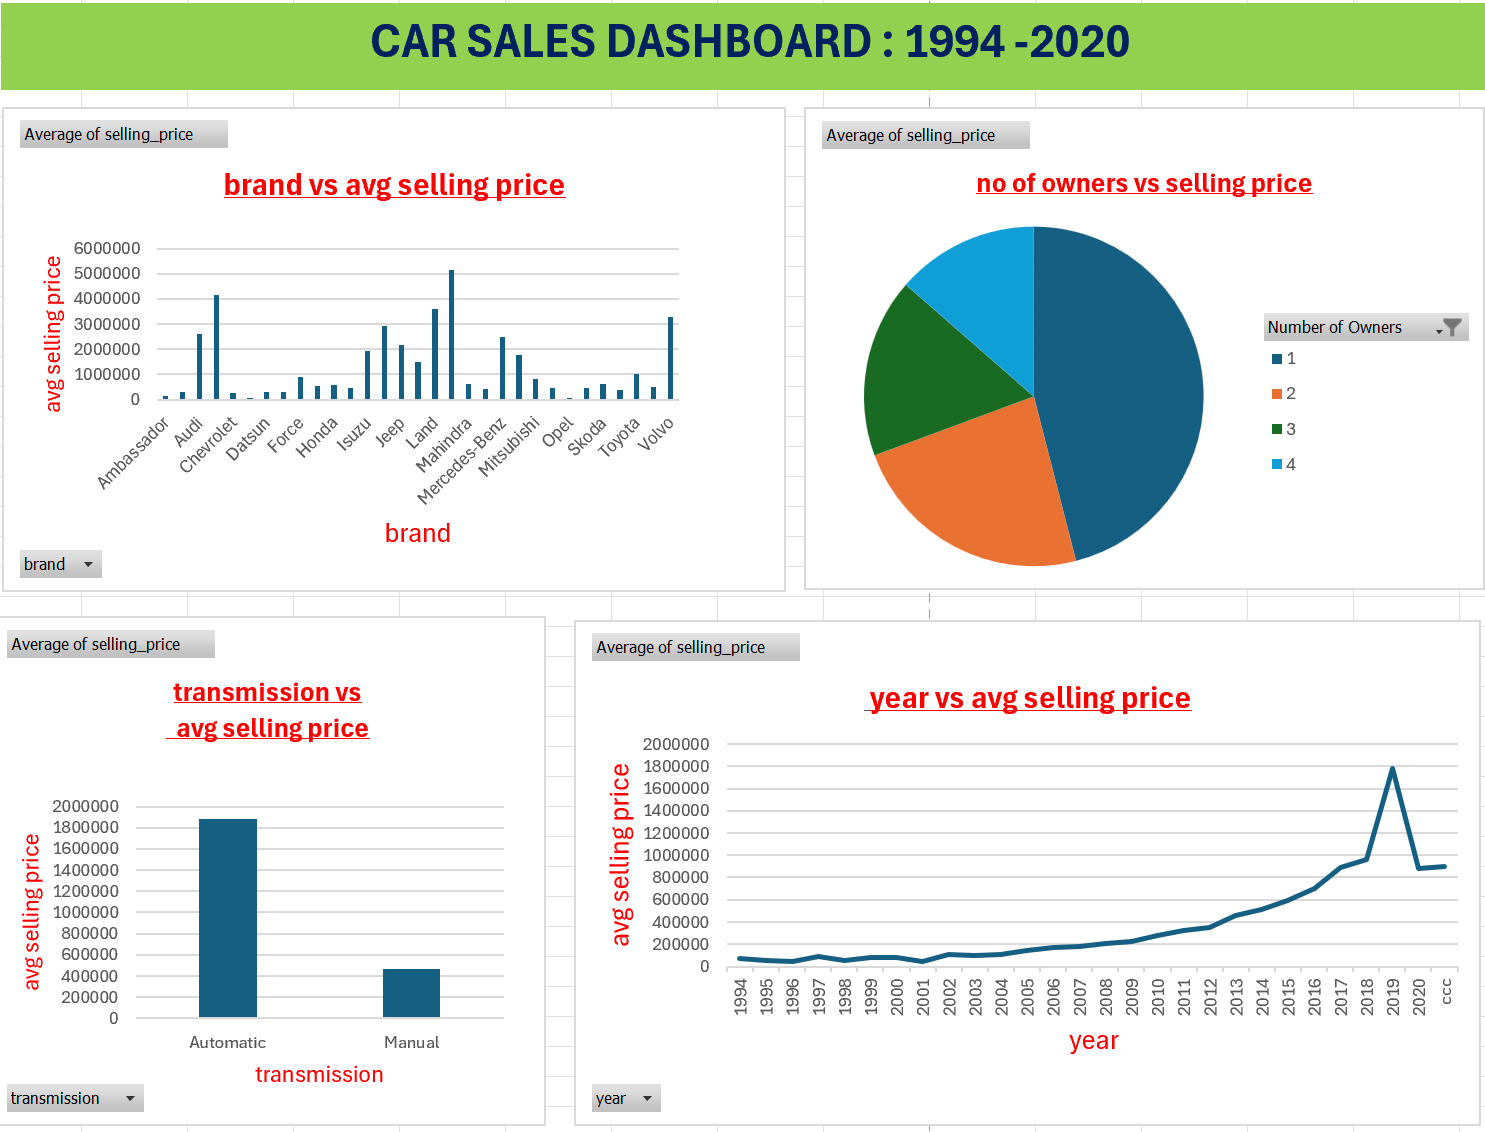 CAR SALES DASHBOARD : 1994 -2020
Average of selling_price
brand vs avg selling price
avg selling price
6000000
5000000
4000000
3000000
2000000
1000000
0
Ambassador
Audi
Chevrolet
Datsun
Force
Honda
Isuzu
Jeep
Land
Mahindra
Mercedes-Benz
Mitsubishi
Opel
Skoda
Toyota
Volvo
brand
brand
Average of selling_price
no of owners vs selling price
Number of Owners
1
2
3
4
Average of selling_price
transmission vs
avg selling price
avg selling price
2000000
1800000
1600000
1400000
1200000
1000000
800000
600000
400000
200000
0
Automatic
Manual
transmission
transmission
Average of selling_price
year vs avg selling price
avg selling price
2000000
1800000
1600000
1400000
1200000
1000000
800000
600000
400000
200000
0
1994
1995
1996
1997
1998
1999
2000
2001
2002
2003
2004
2005
2006
2007
2008
2009
2010
2011
2012
2013
2014
2015
2016
2017
2018
2019
2020
ccc
year
year